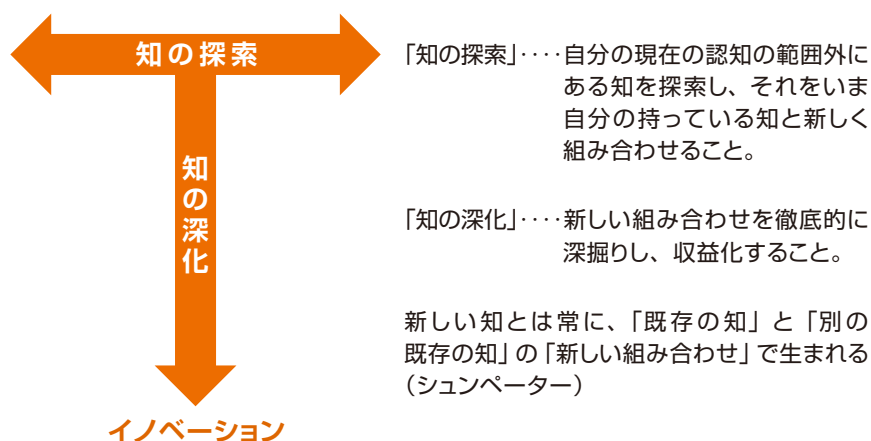 知の探索
知の深化
イノベーション
「知の探索」････自分の現在の認知の範囲外に
ある知を探索し、それをいま
自分の持っている知と新しく
組み合わせること。
「知の深化」････新しい組み合わせを徹底的に
深掘りし、収益化すること。
新しい知とは常に、「既存の知」と「別の
既存の知」の「新しい組み合わせ」で生まれる
（シュンペーター）